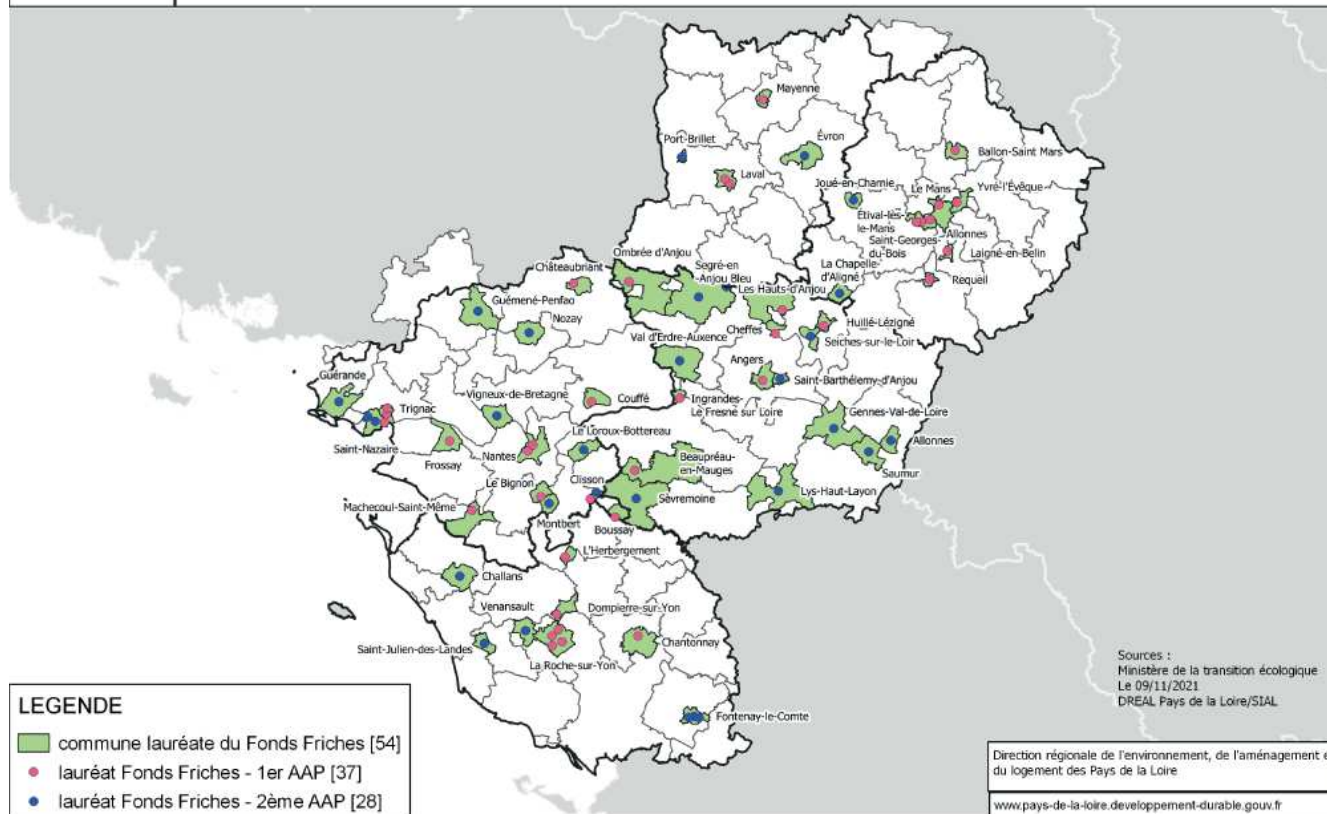 Mayenne
Port-Brillet
Évron
Ballon-Saint Mars
Laval
Joué-en-Charnie
Le Mans
Yvré-l'Évêque
Étival-lès-
le-Mans
Saint-Georges-
du-Bois
Allonnes
Laigné-en-Belin
Ombrée d'Anjou
Segré-en
-Anjou Bleu
La Chapelle-
d'Aligné
Requeil
Châteaubriant
Les Hauts-d'Anjou
Guémené-Penfao
Nozay
Cheffes
Huillé-Lézigné
Val d'Erdre-Auxence
Seiches-sur-le-Loir
Angers
Guérande
Saint-Barthélemy-d'Anjou
Vigneux-de-Bretagne
Couffé
Ingrandes-
Le Fresne sur Loire
Trignac
Gennes-Val-de-Loire
Le Loroux-Bottereau
Allonnes
Saint-Nazaire
Frossay
Nantes
Beaupréau-
en-Mauges
Saumur
Clisson
Le Bignon
Lys-Haut-Layon
Sèvremoine
Machecoul-Saint-Même
Montbert
Boussay
L'Herbergement
Challans
Venansault
Dompierre-sur-Yon
Saint-Julien-des-Landes
Chantonnay
La Roche-sur-Yon
Fontenay-le-Comte
Sources :
Ministère de la transition écologique
Le 09/11/2021
DREAL Pays de la Loire/SIAL
LEGENDE
commune lauréate du Fonds Friches [54]
lauréat Fonds Friches - 1er AAP [37]
lauréat Fonds Friches - 2ème AAP [28]
Direction régionale de l'environnement, de l'aménagement e
du logement des Pays de la Loire
www.pays-de-la-loire.developpement-durable.gouv.fr